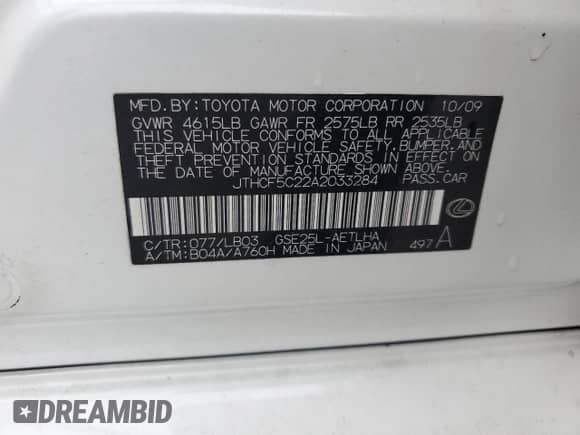 MFD.BY:TOYOTA MOTOR CORPORATION 10/09
GVWR 4615LB GAWR FR 2575LB RR 2535LB
THIS VEHICLE CONFORMS TO ALL APPLICABLE
FEDERAL MOTOR VEHICLE SAFETY, BUMPER,AND
THEFT PREVENTION STANDARDS IN EFFECT ON
THE DATE OF MANUFACTURE SHOWN ABOVE.
JTHCF5C22A2033284 PASS.CAR
C/TR:077/LB03 GSE25L-AETLHA
A/TM:B04A/A760H MADE IN JAPAN 497 A
DREAMBID